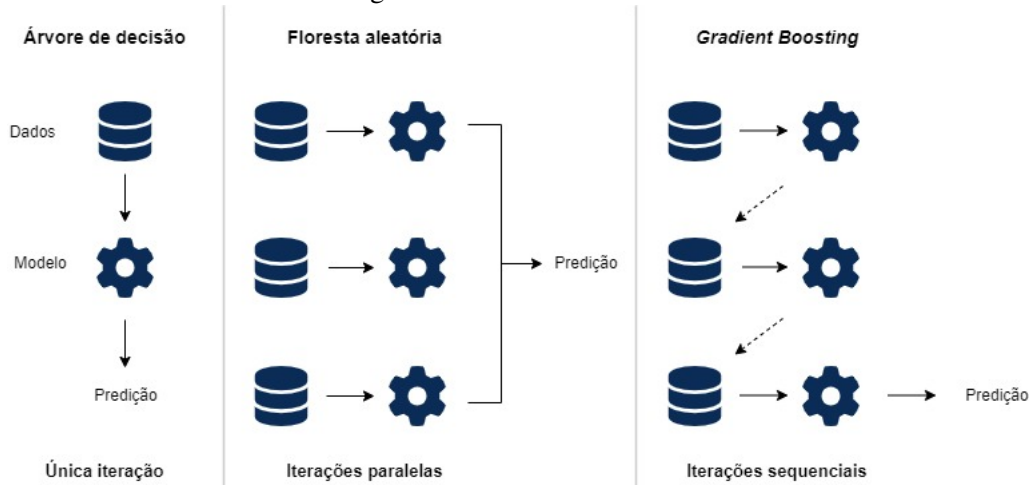 Árvore de decisão
Floresta aleatória
Gradient Boosting
Dados
Modelo
Predição
Predição
Predição
Única iteração
Iterações paralelas
Iterações sequenciais